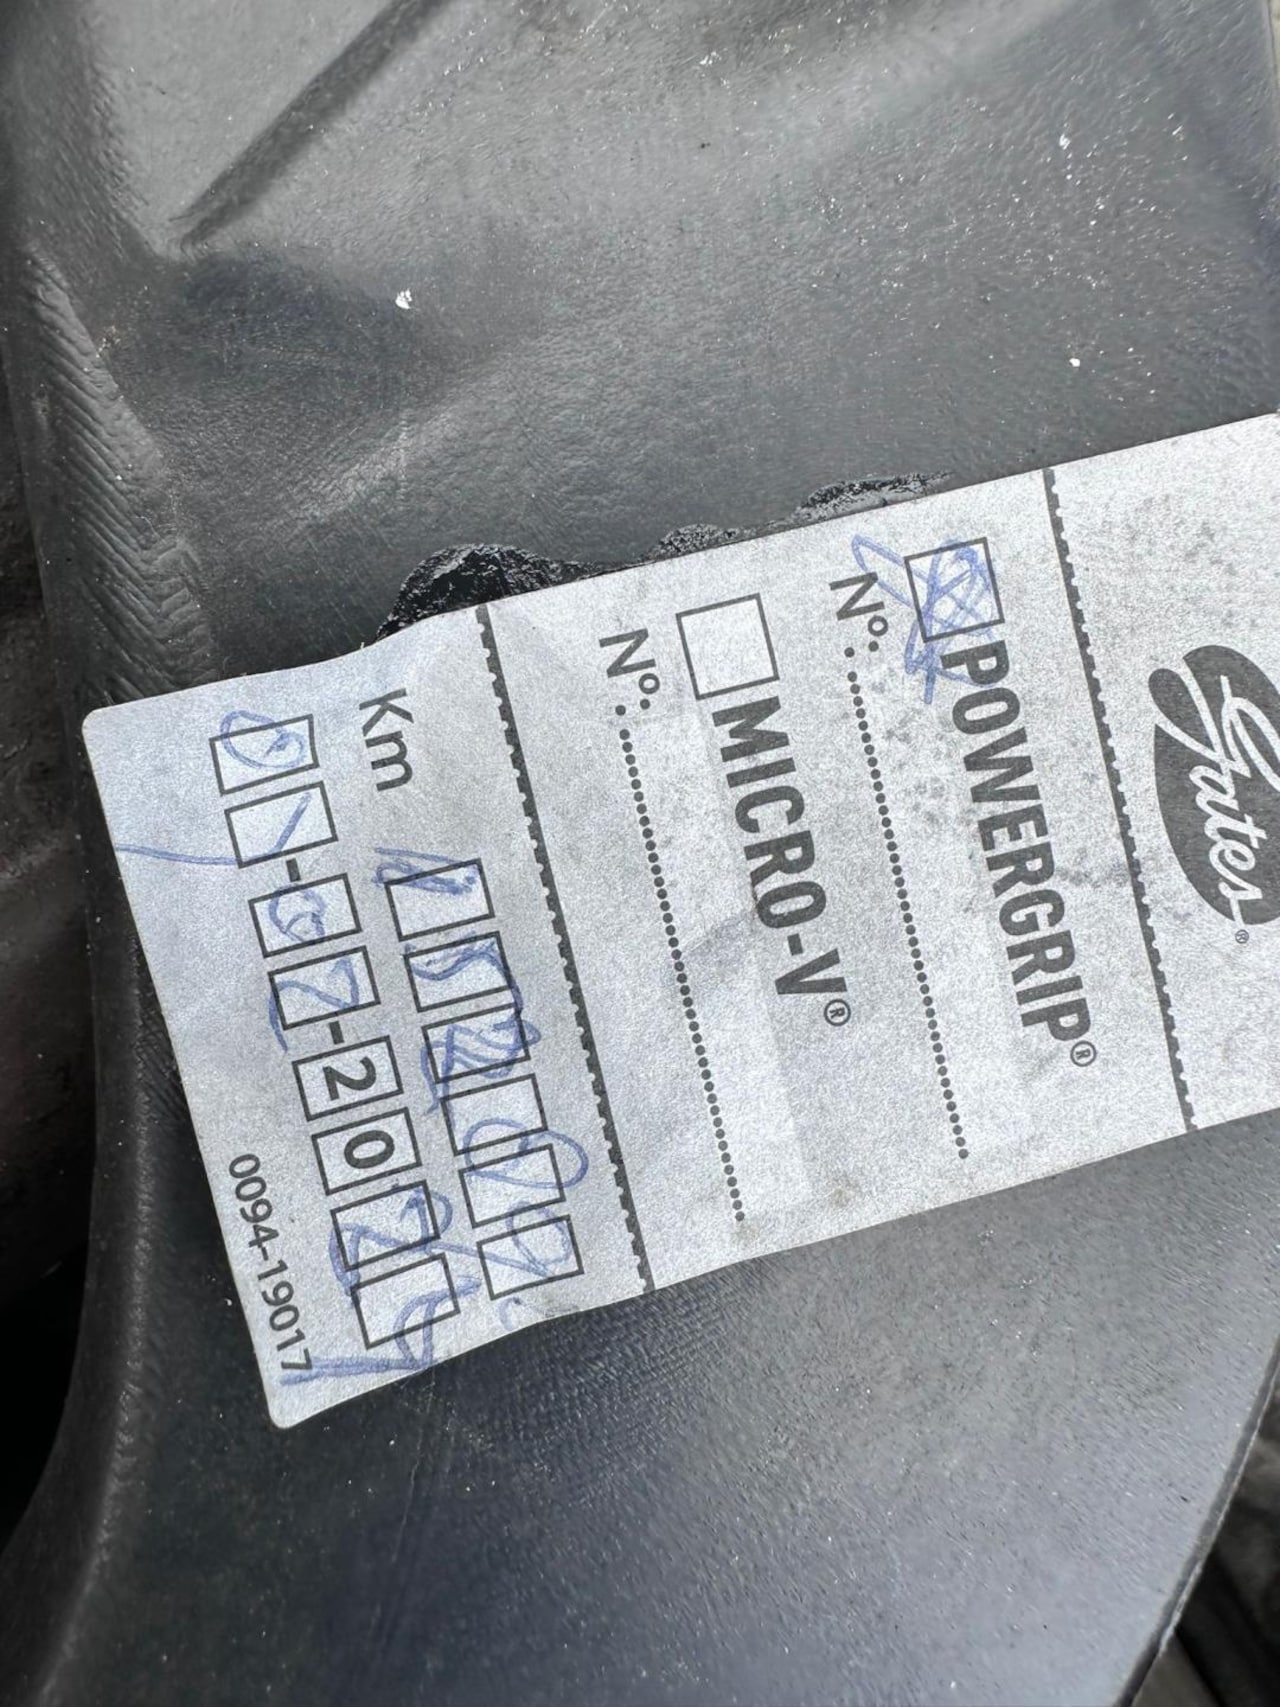 Gates®
POWERGRIP®
Nº:
MICRO-V®
Nº:
Km
20
0094-19017